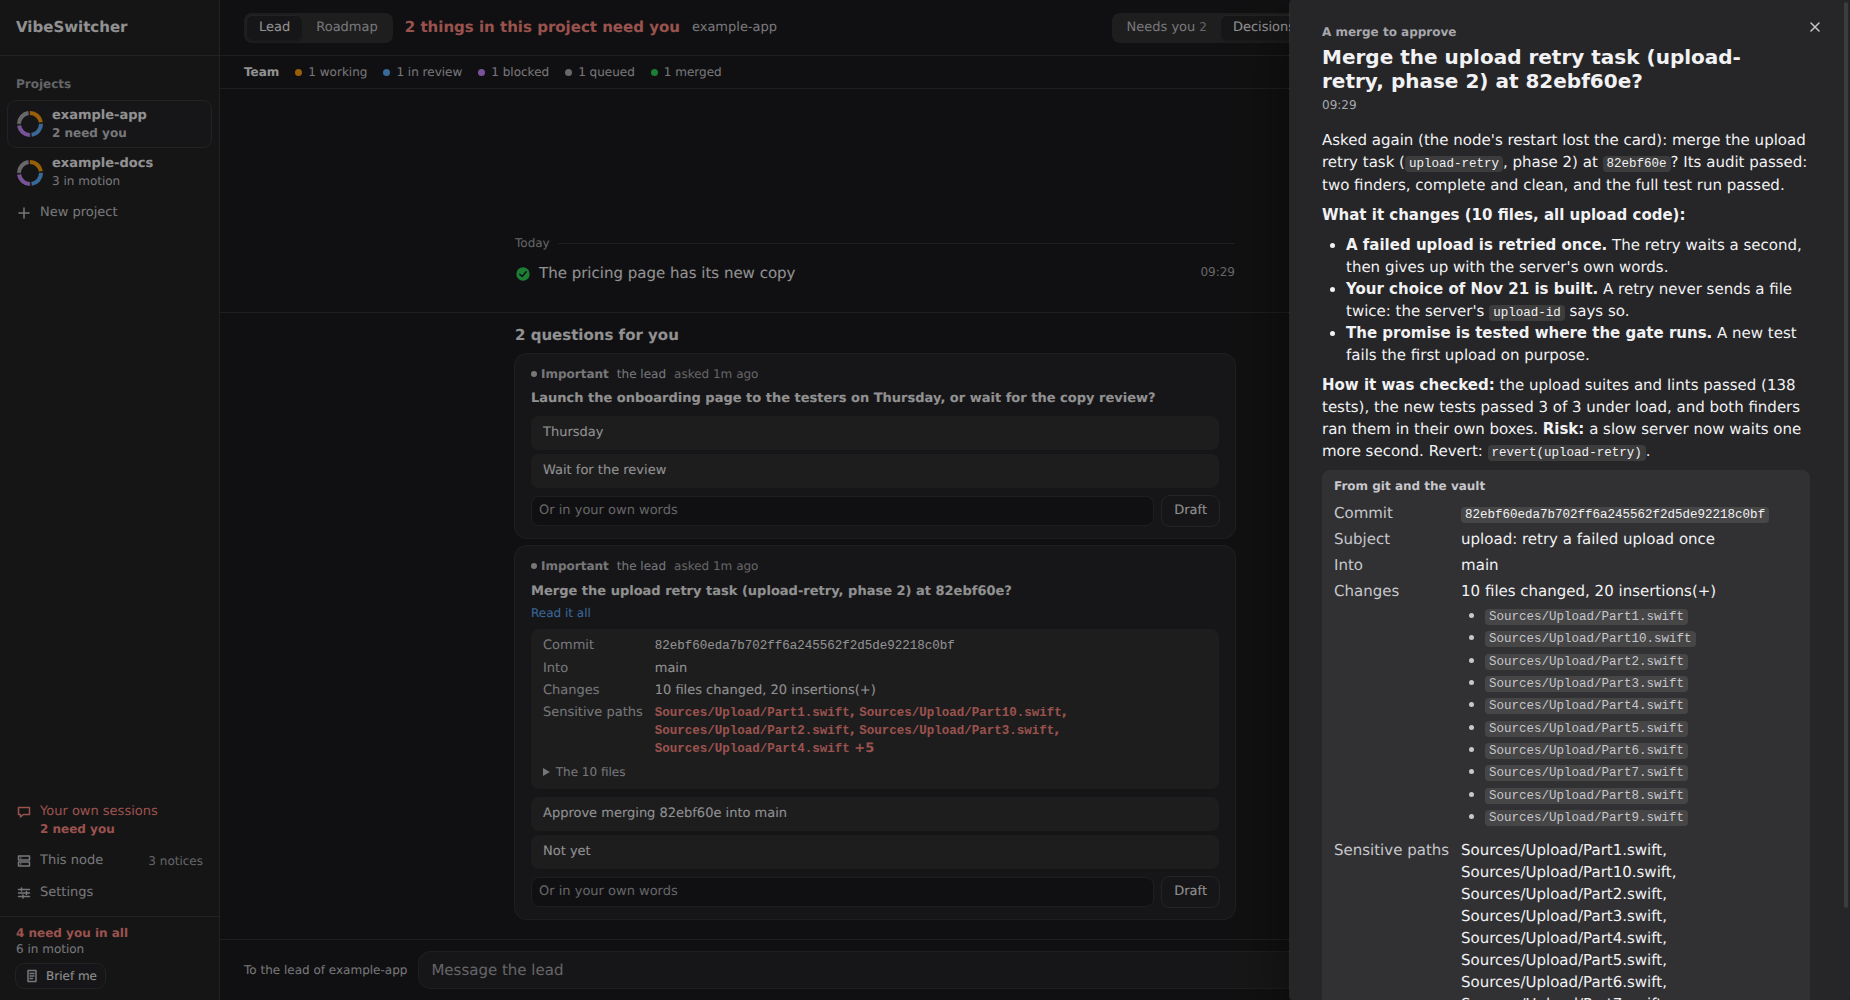 VibeSwitcher
Projects
example-app
2 need you
example-docs
3 in motion
New project
Your own sessions
2 need you
This node
3 notices
Settings
4 need you in all
6 in motion
Brief me
Lead
Roadmap
2 things in this project need you
example-app
Needs you 2
Team
1 working
1 in review
1 blocked
1 queued
1 merged
Today
The pricing page has its new copy
09:29
2 questions for you
Important the lead asked 1m ago
Launch the onboarding page to the testers on Thursday, or wait for the copy review?
Thursday
Wait for the review
Or in your own words
Draft
Important the lead asked 1m ago
Merge the upload retry task (upload-retry, phase 2) at 82ebf60e?
Read it all
Commit 82ebf60eda7b702ff6a245562f2d5de92218c0bf
Into main
Changes 10 files changed, 20 insertions(+)
Sensitive paths Sources/Upload/Part1.swift, Sources/Upload/Part10.swift,
Sources/Upload/Part2.swift, Sources/Upload/Part3.swift,
Sources/Upload/Part4.swift +5
The 10 files
Approve merging 82ebf60e into main
Not yet
Or in your own words
Draft
To the lead of example-app
Message the lead
A merge to approve
Merge the upload retry task (upload-
retry, phase 2) at 82ebf60e?
09:29
Asked again (the node's restart lost the card): merge the upload
retry task (upload-retry, phase 2) at 82ebf60e? Its audit passed:
two finders, complete and clean, and the full test run passed.
What it changes (10 files, all upload code):
A failed upload is retried once. The retry waits a second,
then gives up with the server's own words.
Your choice of Nov 21 is built. A retry never sends a file
twice: the server's upload-id says so.
The promise is tested where the gate runs. A new test
fails the first upload on purpose.
How it was checked: the upload suites and lints passed (138
tests), the new tests passed 3 of 3 under load, and both finders
ran them in their own boxes. Risk: a slow server now waits one
more second. Revert: revert(upload-retry).
From git and the vault
Commit 82ebf60eda7b702ff6a245562f2d5de92218c0bf
Subject upload: retry a failed upload once
Into main
Changes 10 files changed, 20 insertions(+)
Sources/Upload/Part1.swift
Sources/Upload/Part10.swift
Sources/Upload/Part2.swift
Sources/Upload/Part3.swift
Sources/Upload/Part4.swift
Sources/Upload/Part5.swift
Sources/Upload/Part6.swift
Sources/Upload/Part7.swift
Sources/Upload/Part8.swift
Sources/Upload/Part9.swift
Sensitive paths Sources/Upload/Part1.swift,
Sources/Upload/Part10.swift,
Sources/Upload/Part2.swift,
Sources/Upload/Part3.swift,
Sources/Upload/Part4.swift,
Sources/Upload/Part5.swift,
Sources/Upload/Part6.swift,